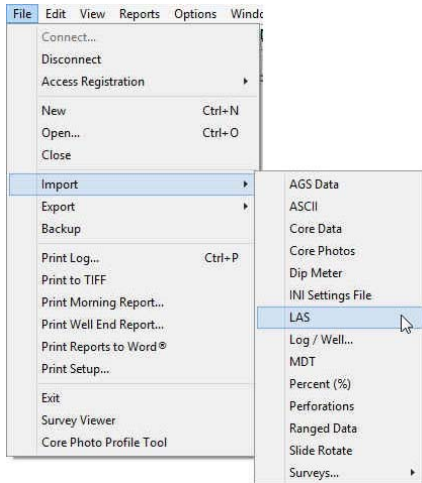 File Edit View Reports Options
Connect...
Disconnect
Access Registration
New Ctrl+N
Open... Ctrl+O
Close
Import
Export
Backup
Print Log... Ctrl+P
Print to TIFF
Print Morning Report...
Print Well End Report...
Print Reports to Word®
Print Setup...
Exit
Survey Viewer
Core Photo Profile Tool
AGS Data
ASCII
Core Data
Core Photos
Dip Meter
INI Settings File
LAS
Log / Well...
MDT
Percent (%)
Perforations
Ranged Data
Slide Rotate
Surveys...